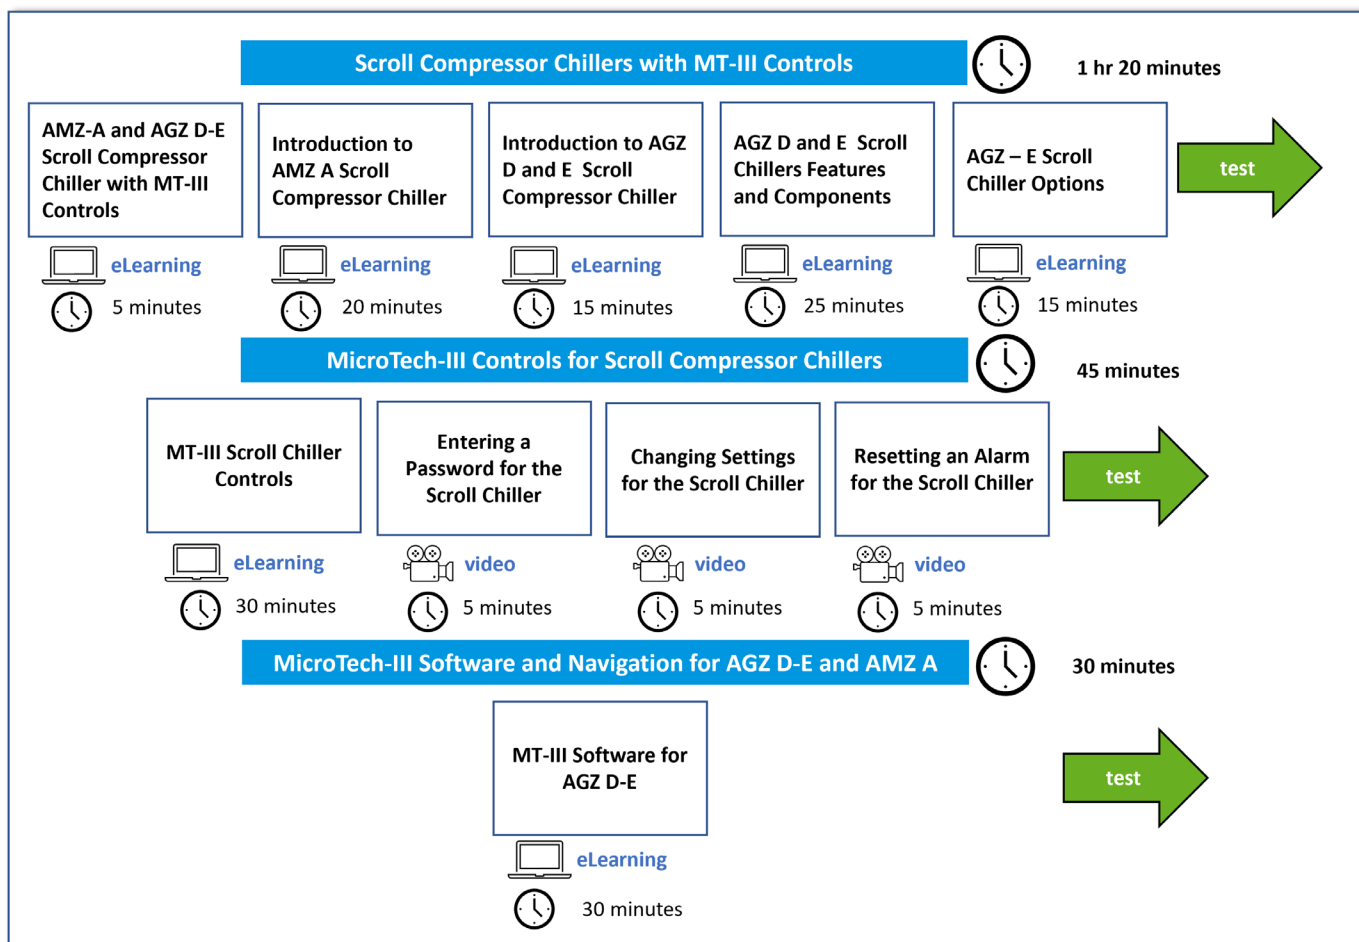 Scroll Compressor Chillers with MT-III Controls
1 hr 20 minutes
AMZ-A and AGZ D-E
Scroll Compressor
Chiller with MT-III
Controls
Introduction to
AMZ A Scroll
Compressor Chiller
Introduction to AGZ
D and E Scroll
Compressor Chiller
AGZ D and E Scroll
Chillers Features
and Components
AGZ – E Scroll
Chiller Options
test
eLearning
5 minutes
eLearning
20 minutes
eLearning
15 minutes
eLearning
25 minutes
eLearning
15 minutes
MicroTech-III Controls for Scroll Compressor Chillers
45 minutes
MT-III Scroll Chiller
Controls
Entering a
Password for the
Scroll Chiller
Changing Settings
for the Scroll Chiller
Resetting an Alarm
for the Scroll Chiller
test
eLearning
30 minutes
video
5 minutes
video
5 minutes
video
5 minutes
MicroTech-III Software and Navigation for AGZ D-E and AMZ A
30 minutes
MT-III Software for
AGZ D-E
test
eLearning
30 minutes